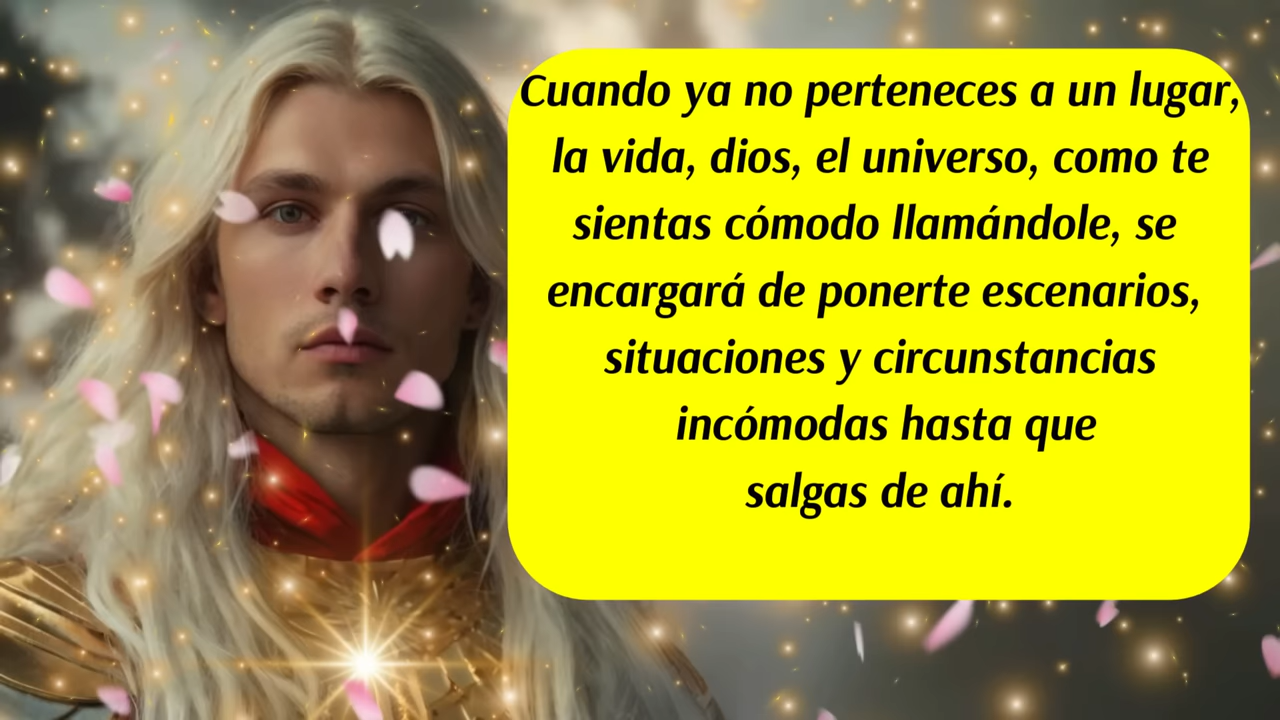 Cuando ya no perteneces a un lugar,
la vida, dios, el universo, como te
sientas cómodo llamándole, se
encargará de ponerte escenarios,
situaciones y circunstancias
incómodas hasta que
salgas de ahí.